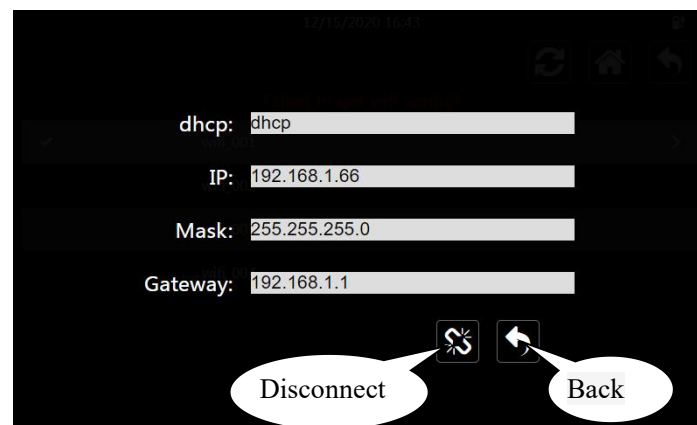 12/15/2020 16:43
dhcp: dhcp
wifi_001
IP: 192.168.1.66
Mask: 255.255.255.0
Gateway: 192.168.1.1
Disconnect
Back